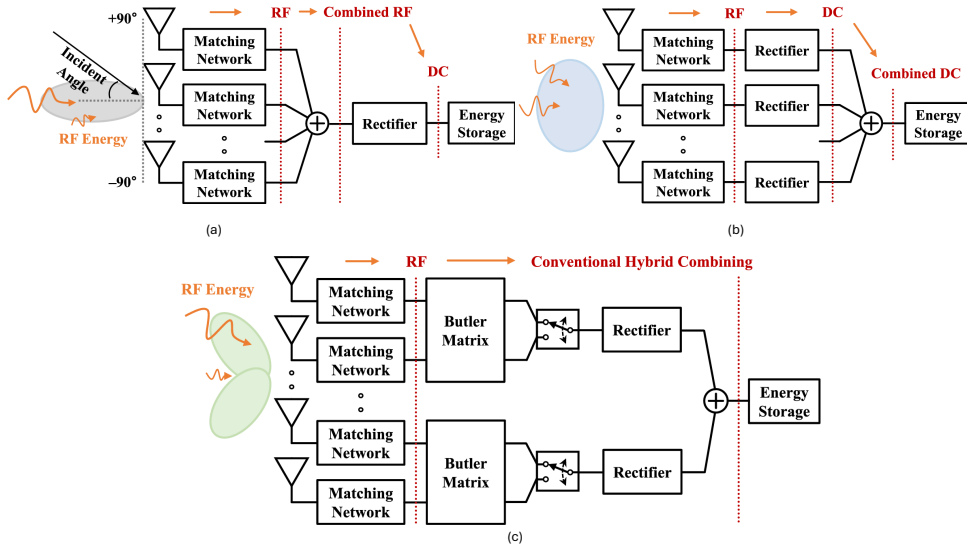 +90°
RF
Combined RF
Matching
Network
Incident
Angle
DC
Matching
Network
Rectifier
Energy
Storage
RF Energy
–90°
Matching
Network
(a)
RF
DC
RF Energy
Matching
Network
Rectifier
Combined DC
Matching
Network
Rectifier
Energy
Storage
Matching
Network
Rectifier
(b)
RF
Conventional Hybrid Combining
RF Energy
Matching
Network
Butler
Matrix
Rectifier
Matching
Network
Energy
Storage
Matching
Network
Butler
Matrix
Rectifier
Matching
Network
(c)